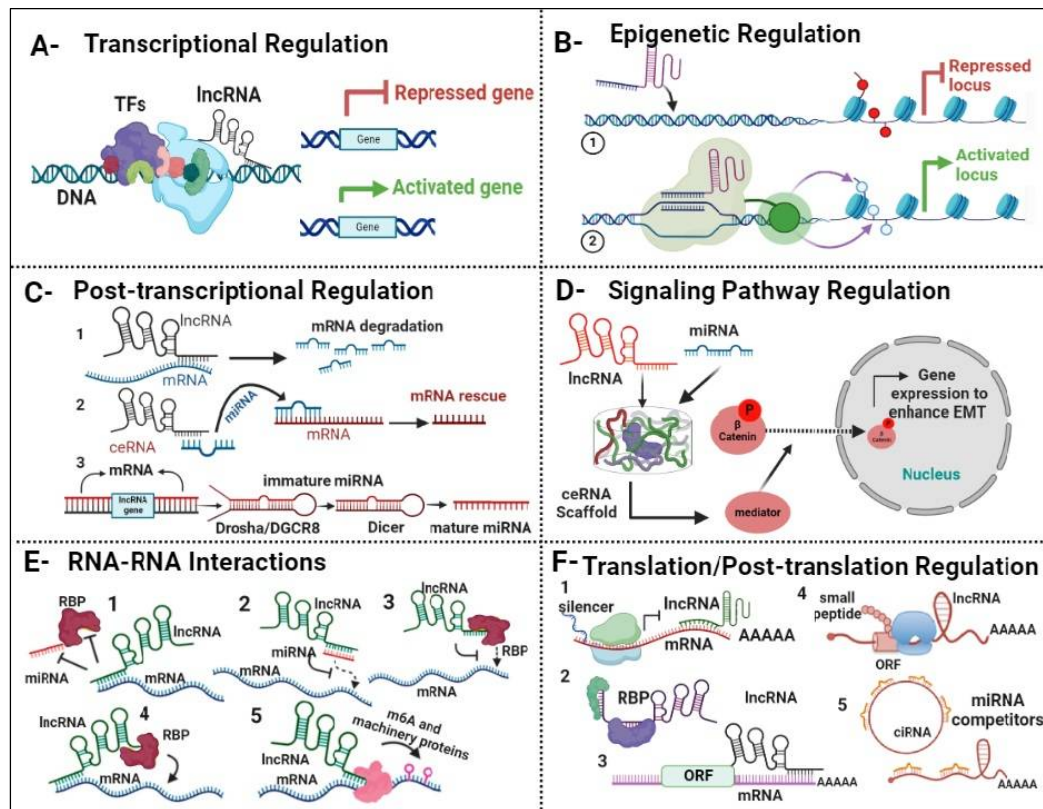 A- Transcriptional Regulation
TFs
lncRNA
DNA
Repressed gene
Gene
Activated gene
Gene
B- Epigenetic Regulation
Repressed
locus
1
Activated
locus
2
C- Post-transcriptional Regulation
1
lncRNA
mRNA
mRNA degradation
2
ceRNA
miRNA
mRNA
mRNA rescue
3
mRNA
lncRNA
gene
immature miRNA
Drosha/DGCR8
Dicer
mature miRNA
D- Signaling Pathway Regulation
lncRNA
miRNA
ceRNA
Scaffold
P
β
Catenin
mediator
Gene
expression to
enhance EMT
P
β
Catenin
Nucleus
E- RNA-RNA Interactions
RBP
1
lncRNA
miRNA
mRNA
2
lncRNA
miRNA
mRNA
3
lncRNA
RBP
mRNA
lncRNA
4
RBP
mRNA
5
lncRNA
mRNA
m6A and
machinery proteins
F- Translation/Post-translation Regulation
1
silencer
lncRNA
mRNA
AAAAA
2
RBP
lncRNA
3
ORF
mRNA
AAAAA
4
small
peptide
ORF
lncRNA
AAAAA
5
ciRNA
miRNA
competitors
AAAAA